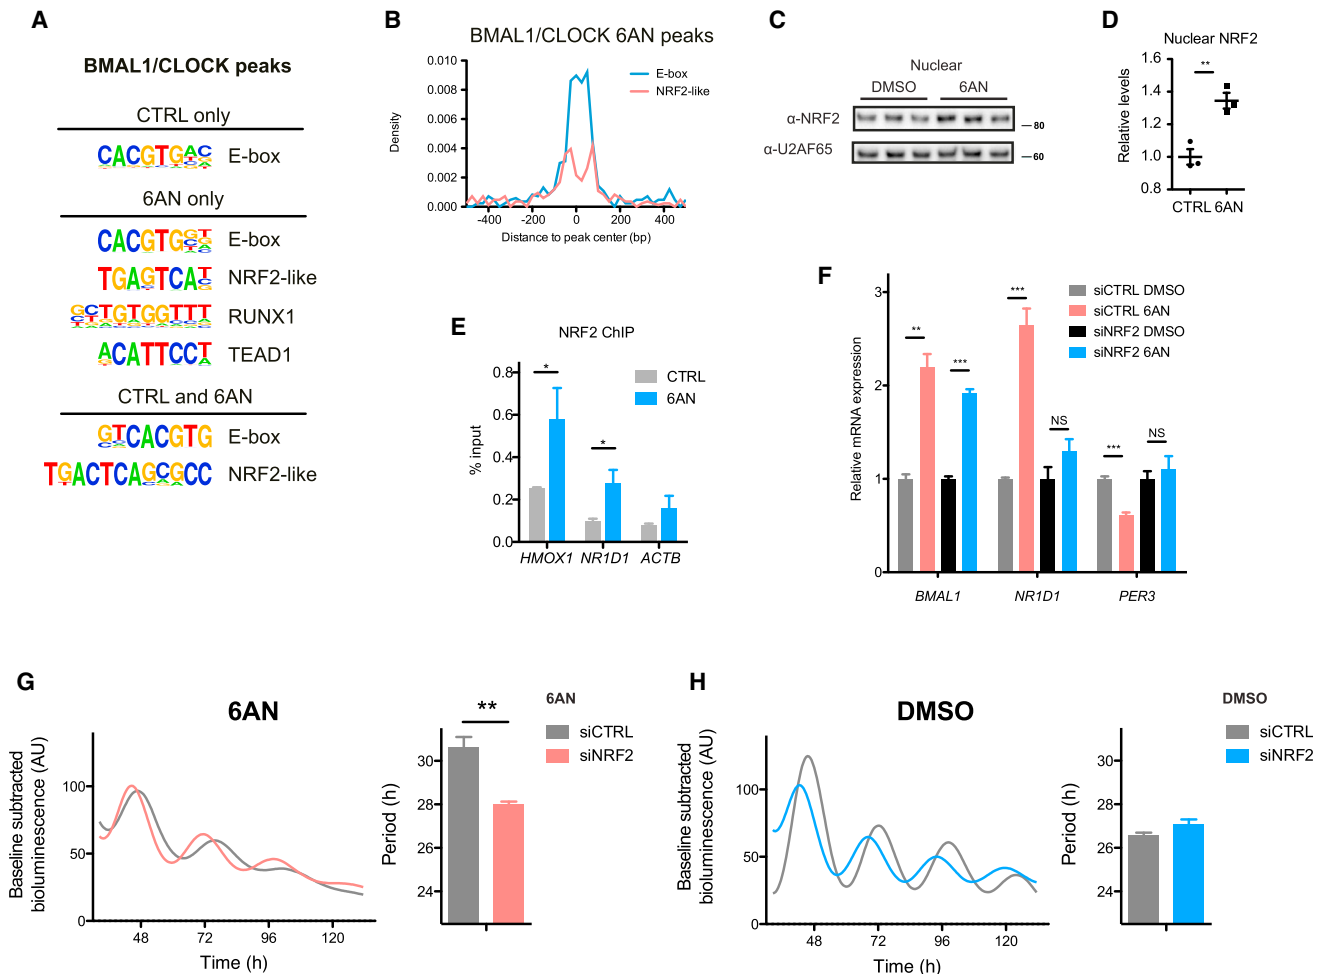 A
BMAL1/CLOCK peaks
CTRL only
CACGTGAC E-box
6AN only
CACGTGGT E-box
TGAGTCAT NRF2-like
GCTGTGGTTT RUNX1
ACATTCCT TEAD1
CTRL and 6AN
GTCACGTG E-box
TGACTCAGCGCC NRF2-like
B
BMAL1/CLOCK 6AN peaks
0.010
0.008
0.006
0.004
0.002
0.000
Density
E-box
NRF2-like
-400 -200 0 200 400
Distance to peak center (bp)
C
Nuclear
DMSO 6AN
α-NRF2
80
α-U2AF65
60
D
Nuclear NRF2
1.6
1.4
1.2
1.0
0.8
Relative levels
**
CTRL 6AN
E
NRF2 ChIP
0.8
0.6
0.4
0.2
0.0
% input
CTRL
6AN
*
*
HMOX1 NR1D1 ACTB
F
3
2
1
0
Relative mRNA expression
siCTRL DMSO
siCTRL 6AN
siNRF2 DMSO
siNRF2 6AN
** *** *** NS *** NS
BMAL1 NR1D1 PER3
G
6AN
Baseline subtracted
bioluminescence (AU)
100
50
0
48 72 96 120
Time (h)
Period (h)
30
28
26
24
**
6AN
siCTRL
siNRF2
H
DMSO
Baseline subtracted
bioluminescence (AU)
100
50
0
48 72 96 120
Time (h)
Period (h)
30
28
26
24
DMSO
siCTRL
siNRF2